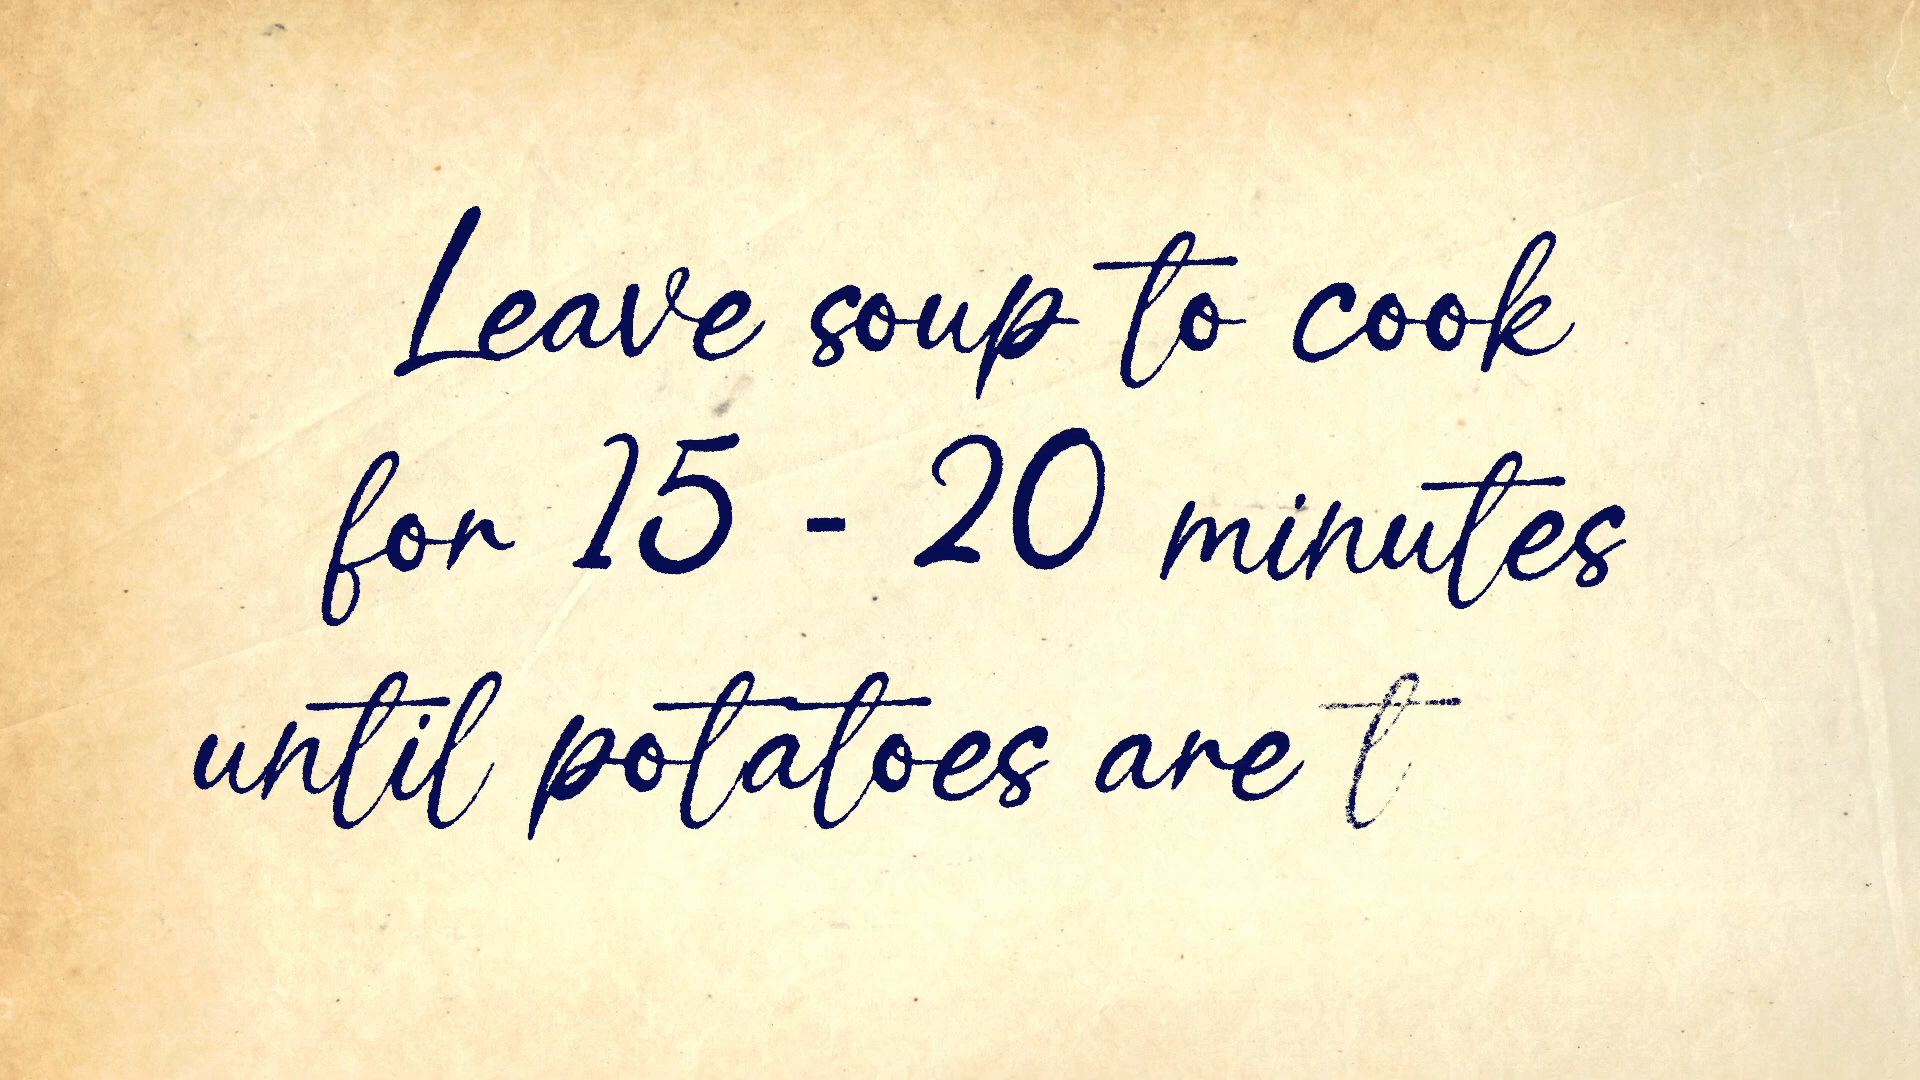 Leave soup to cook
for 15 - 20 minutes
until potatoes are t